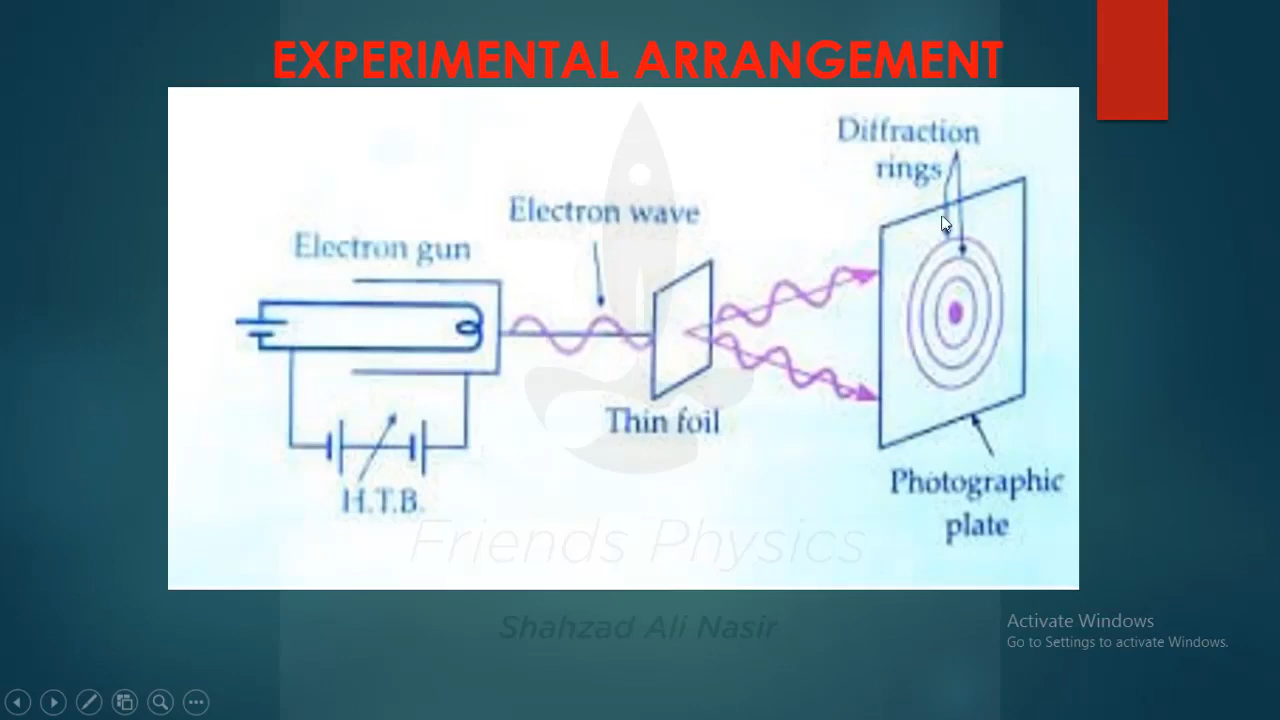 EXPERIMENTAL ARRANGEMENT
Diffraction
rings
Electron wave
Electron gun
Thin foil
H.T.B.
Photographic
plate
Friends Physics
Shahzad Ali Nasir
Activate Windows
Go to Settings to activate Windows.